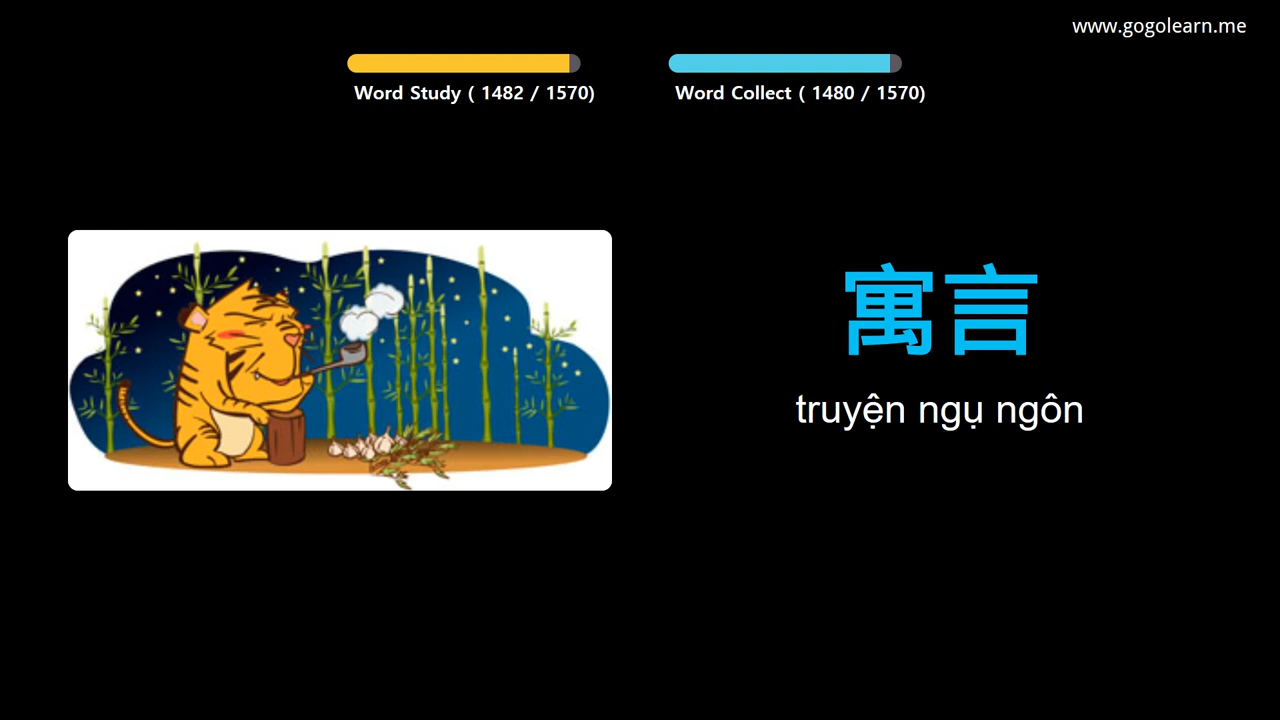 www.gogolearn.me
Word Study ( 1482 / 1570)
Word Collect ( 1480 / 1570)
寓言
truyện ngụ ngôn